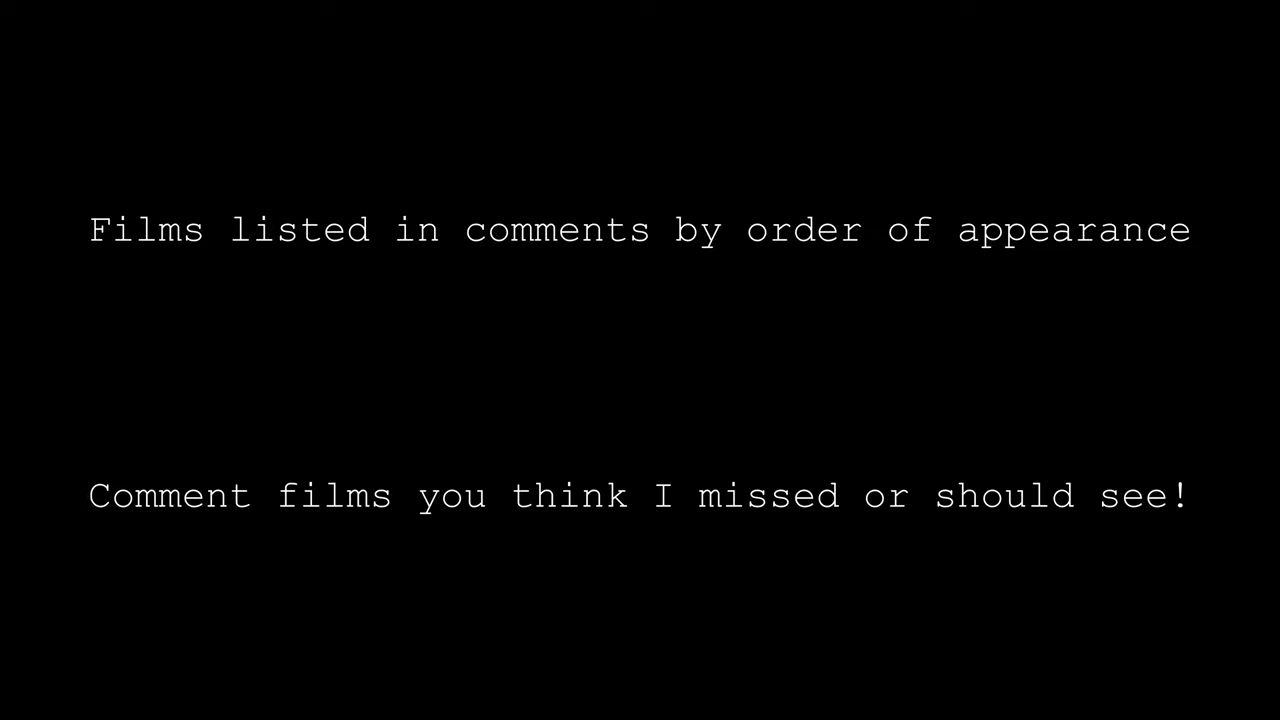 Films listed in comments by order of appearance
Comment films you think I missed or should see!